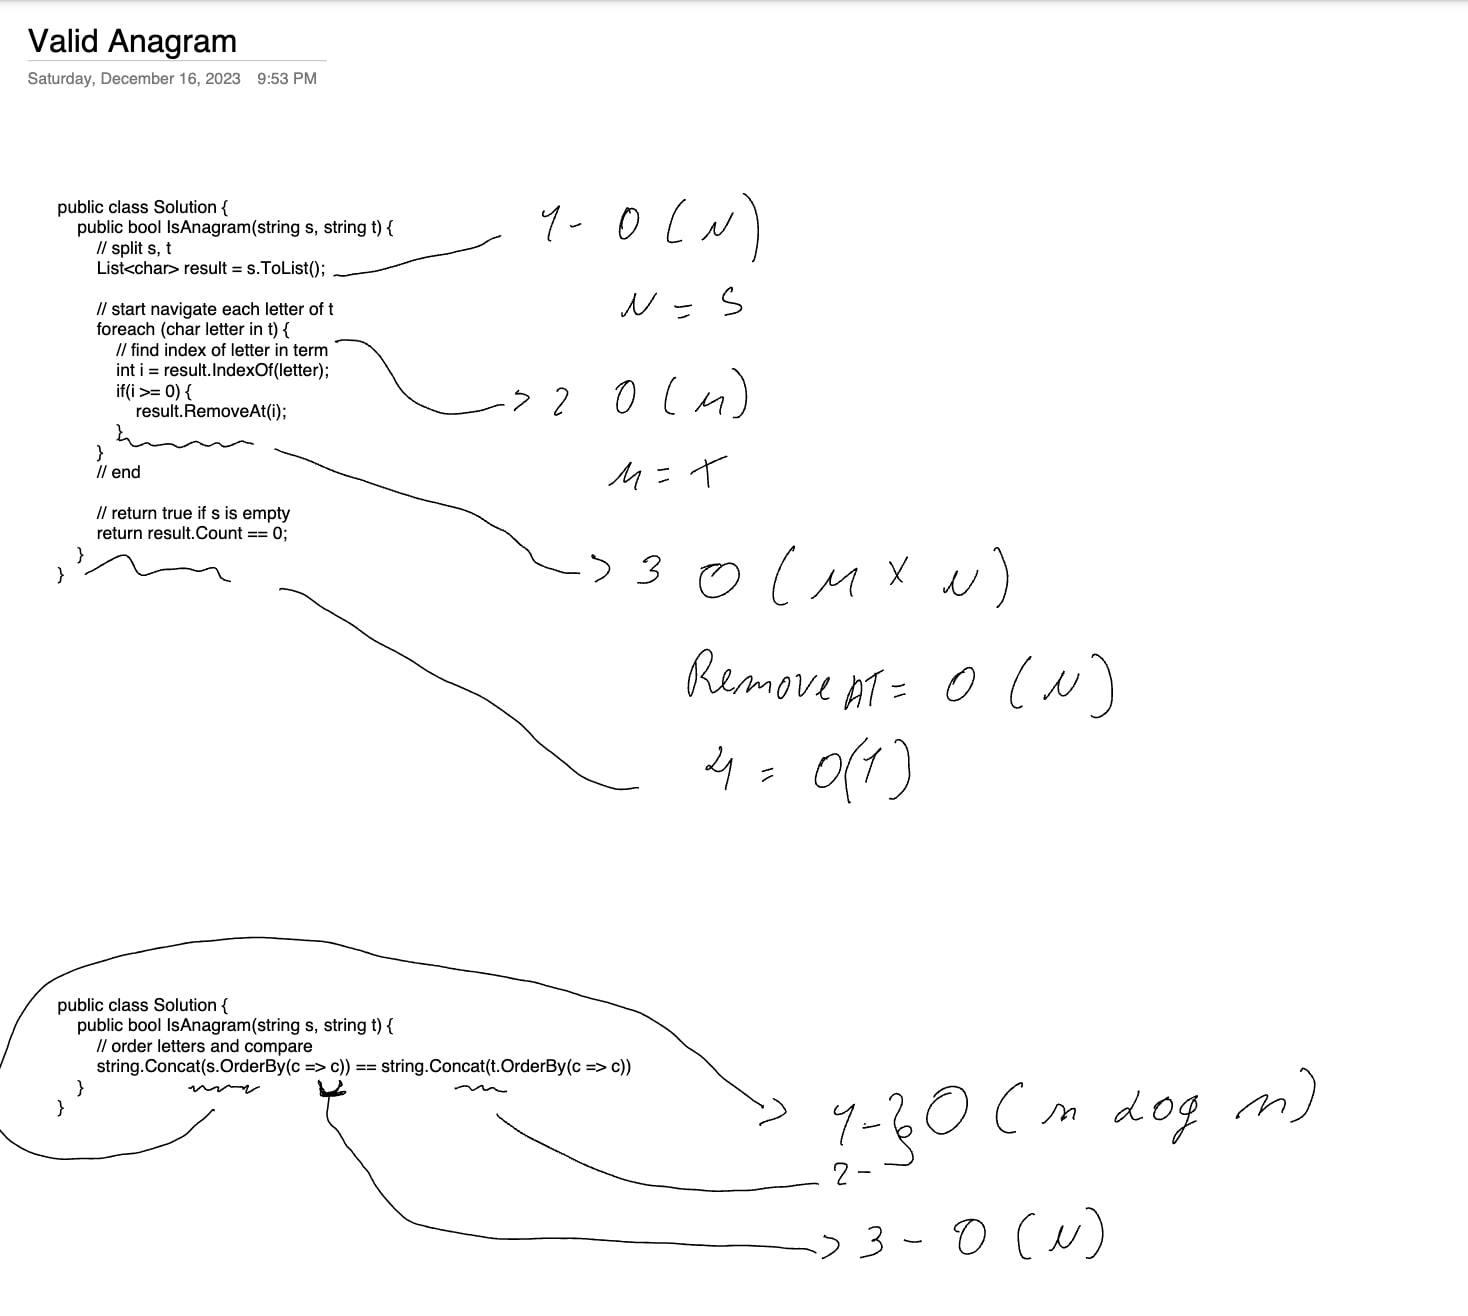 Valid Anagram
Saturday, December 16, 2023 9:53 PM
public class Solution {
public bool IsAnagram(string s, string t) {
// split s, t
List<char> result = s.ToList();
// start navigate each letter of t
foreach (char letter in t) {
// find index of letter in term
int i = result.IndexOf(letter);
if(i >= 0) {
result.RemoveAt(i);
}
}
// end
// return true if s is empty
return result.Count == 0;
}
}
1- O(N)
N = S
-> 2 O(M)
M = T
-> 3 O(M x N)
Remove AT = O(N)
4 = O(1)
public class Solution {
public bool IsAnagram(string s, string t) {
// order letters and compare
string.Concat(s.OrderBy(c => c)) == string.Concat(t.OrderBy(c => c))
}
}
1-} O(n log n)
2-
-> 3 - O(N)